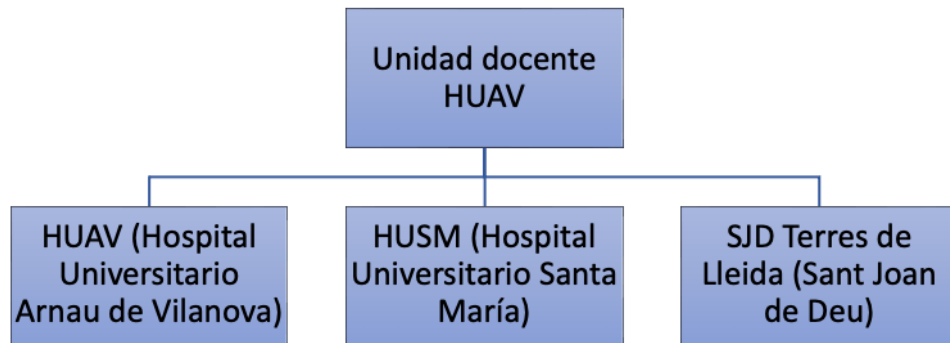 Unidad docente
HUAV
HUAV (Hospital
Universitario
Arnau de Vilanova)
HUSM (Hospital
Universitario Santa
María)
SJD Terres de
Lleida (Sant Joan
de Deu)